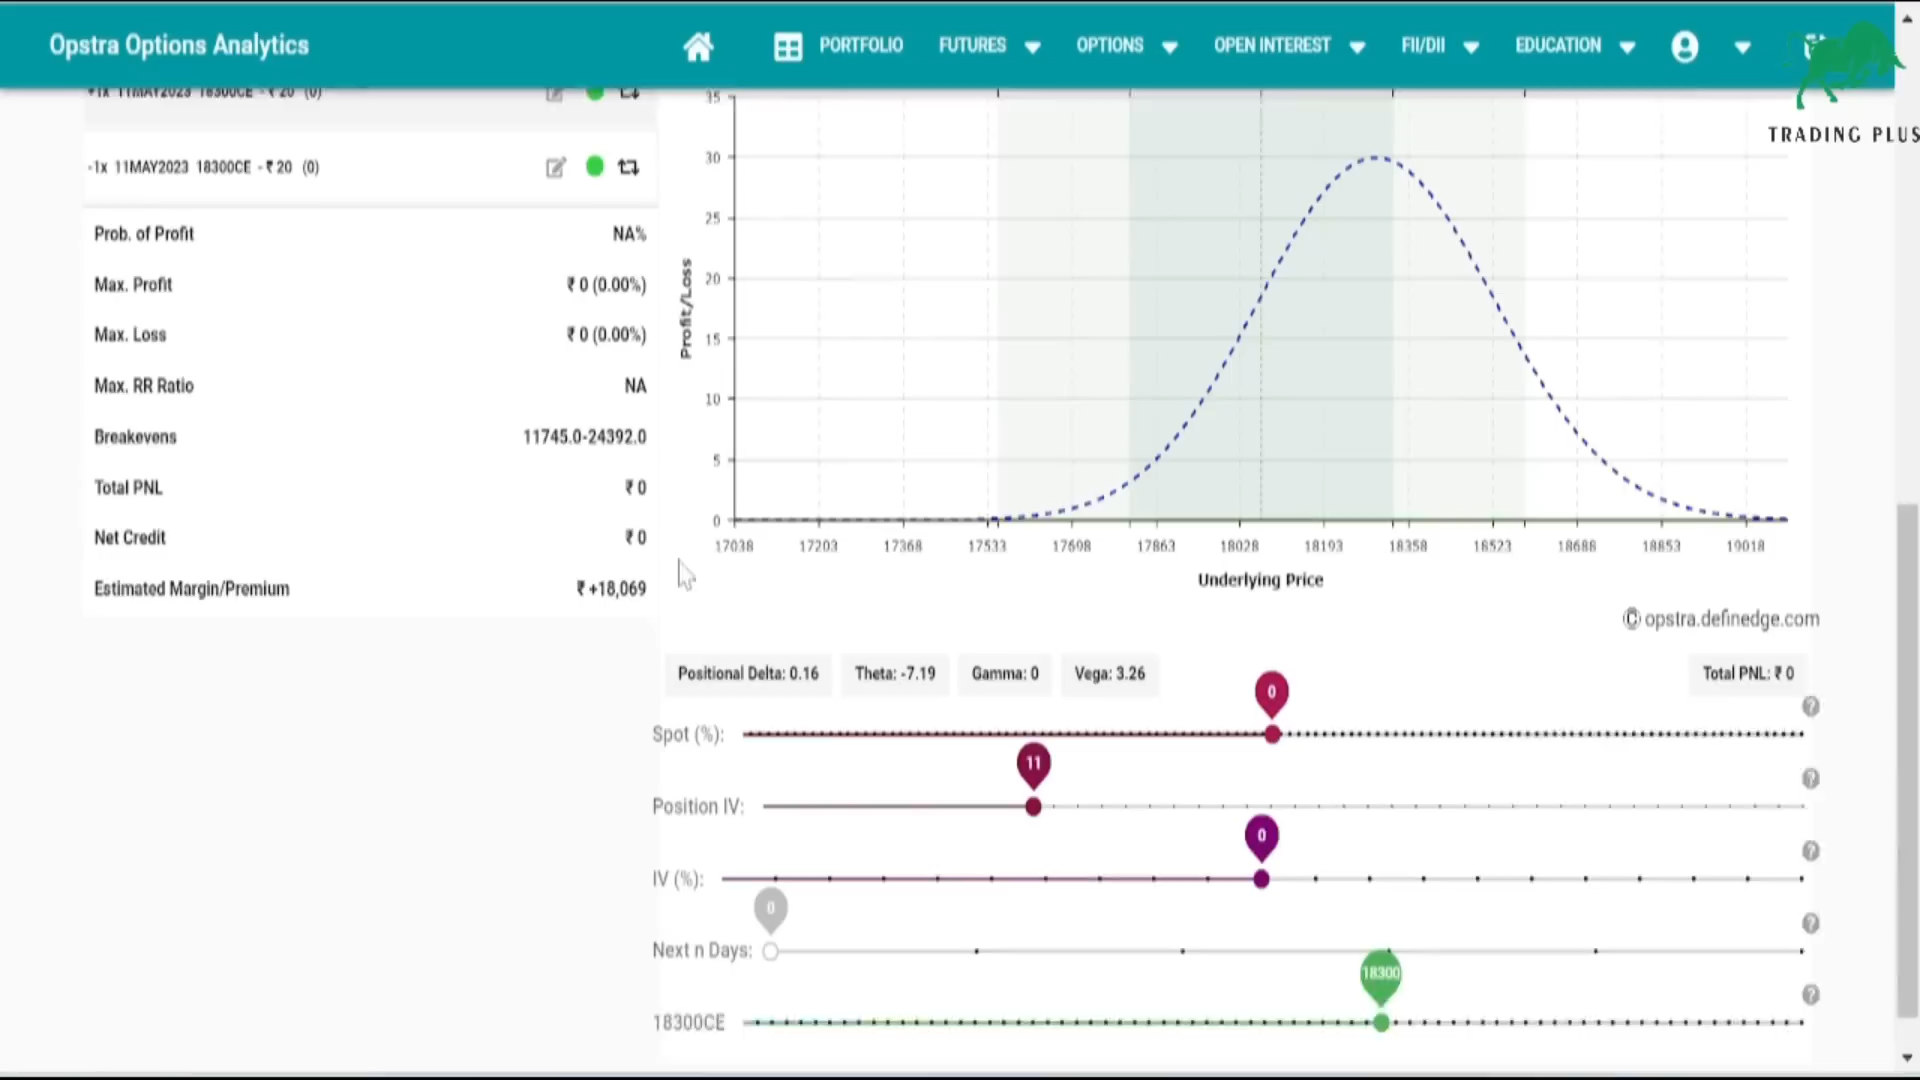 Opstra Options Analytics
PORTFOLIO
FUTURES
OPTIONS
OPEN INTEREST
FII/DII
EDUCATION
TRADING PLUS
+1x 11MAY2023 18300CE - ₹ 20 (0)
-1x 11MAY2023 18300CE - ₹ 20 (0)
Prob. of Profit NA%
Max. Profit ₹ 0 (0.00%)
Max. Loss ₹ 0 (0.00%)
Max. RR Ratio NA
Breakevens 11745.0-24392.0
Total PNL ₹ 0
Net Credit ₹ 0
Estimated Margin/Premium ₹ +18,069
35
30
25
20
15
10
5
0
Profit/Loss
17038 17203 17368 17533 17698 17863 18028 18193 18358 18523 18688 18853 19018
Underlying Price
© opstra.definedge.com
Positional Delta: 0.16 Theta: -7.19 Gamma: 0 Vega: 3.26 Total PNL: ₹ 0
0
Spot (%): ?
11
Position IV: ?
0
IV (%): ?
0
Next n Days: ?
18300
18300CE ?